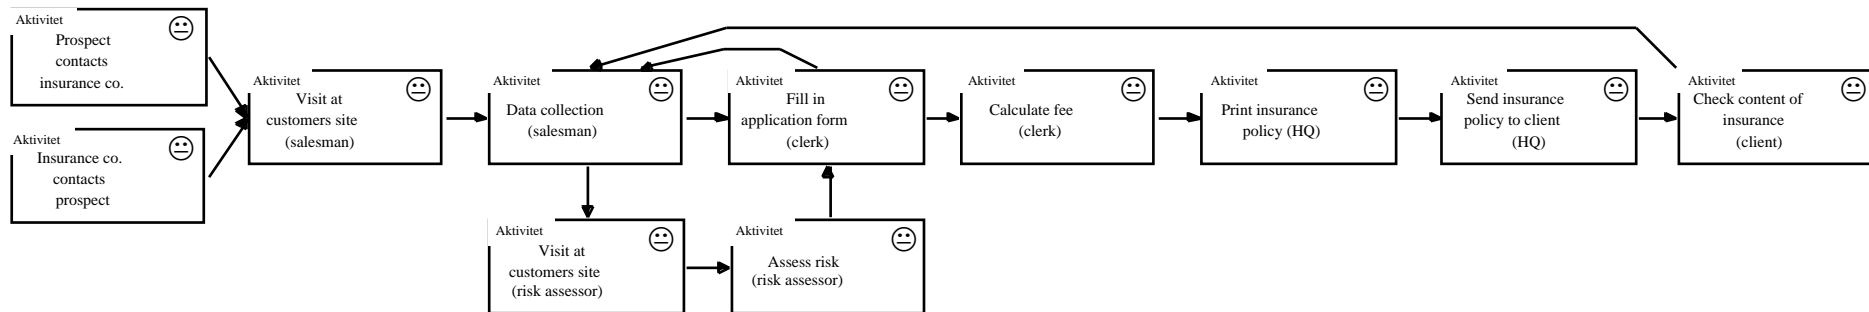 Aktivitet
Prospect
contacts
insurance co.
Aktivitet
Insurance co.
contacts
prospect
Aktivitet
Visit at
customers site
(salesman)
Aktivitet
Data collection
(salesman)
Aktivitet
Fill in
application form
(clerk)
Aktivitet
Calculate fee
(clerk)
Aktivitet
Print insurance
policy (HQ)
Aktivitet
Send insurance
policy to client
(HQ)
Aktivitet
Check content of
insurance
(client)
Aktivitet
Visit at
customers site
(risk assessor)
Aktivitet
Assess risk
(risk assessor)